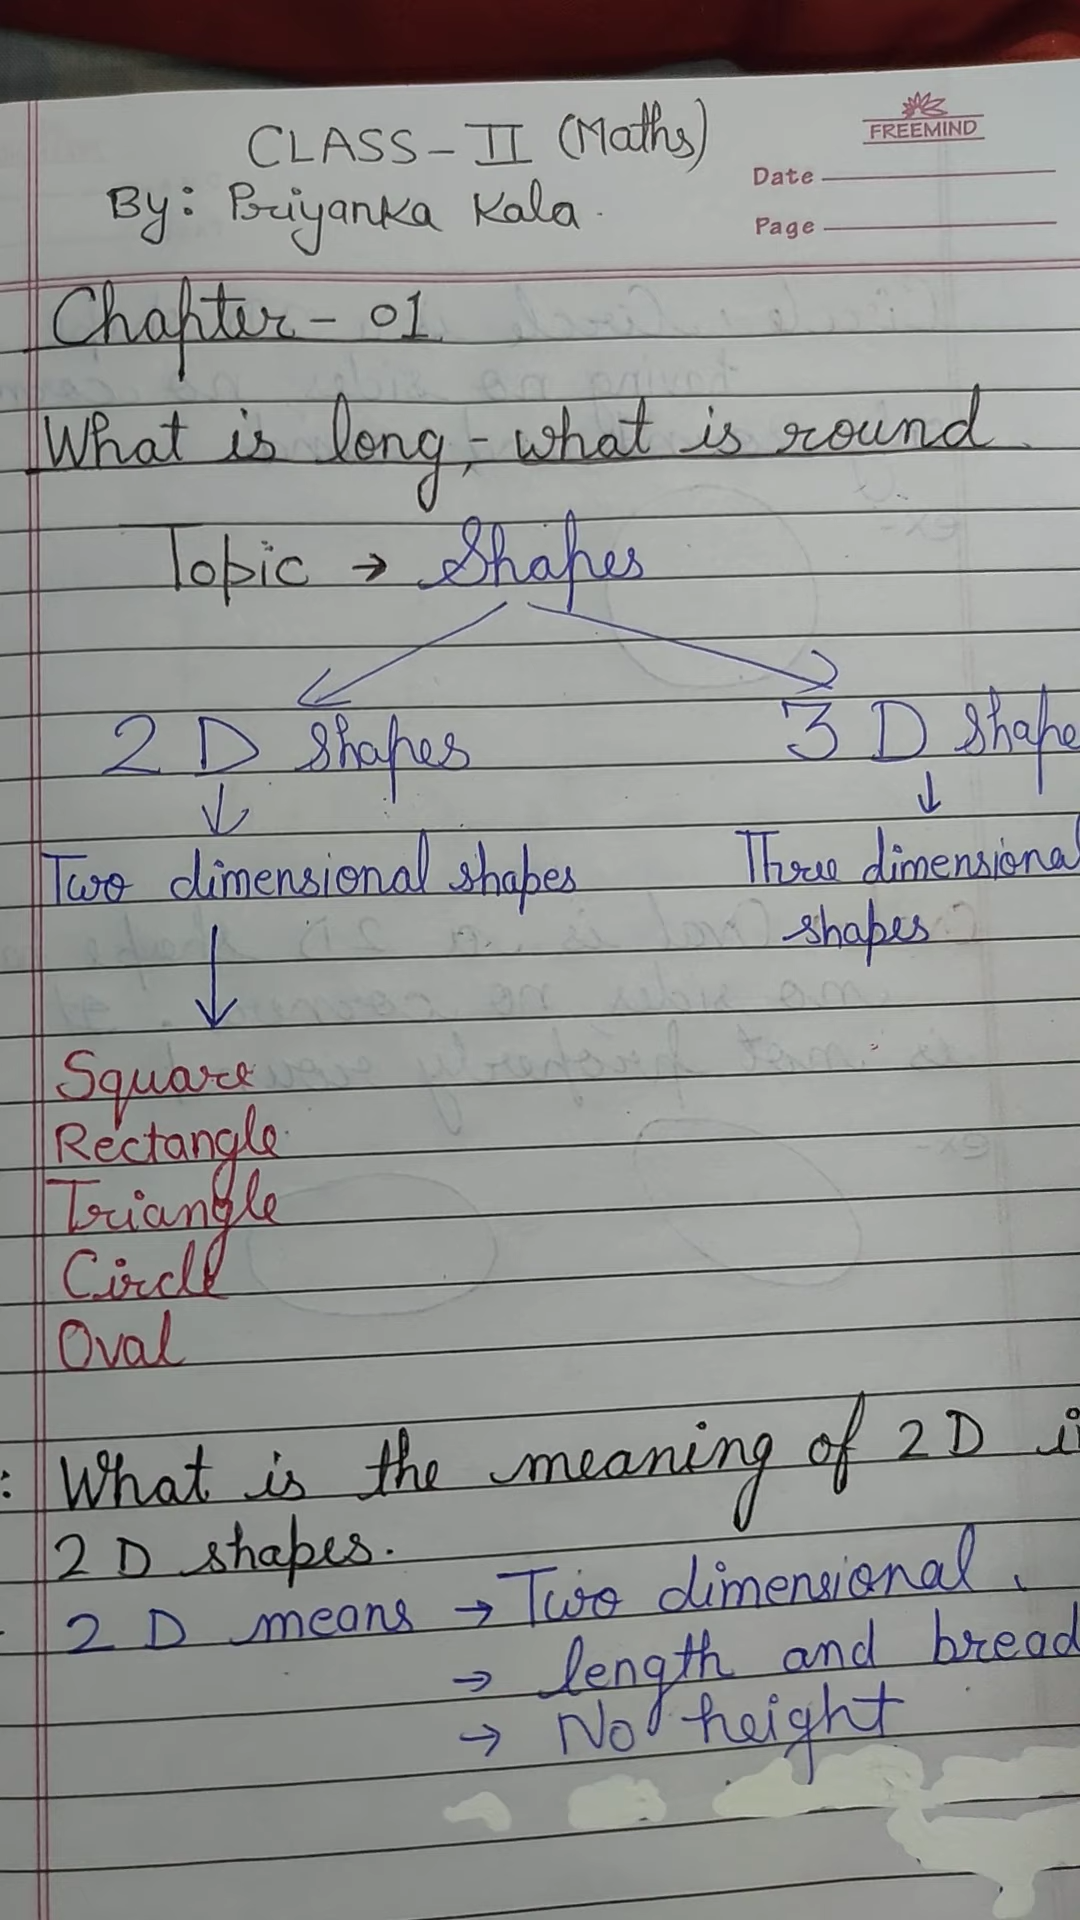 FREEMIND
CLASS - II (Maths)
Date
By: Priyanka Kala.
Page
Chapter - 01
What is long, - what is round.
Topic → Shapes
2 D shapes
3 D shape
Two dimensional shapes
Three dimensional
shapes
Square
Rectangle
Triangle
Circle
Oval
: What is the meaning of 2 D i
2 D shapes.
2 D means → Two dimensional.
→ length and bread
→ No height